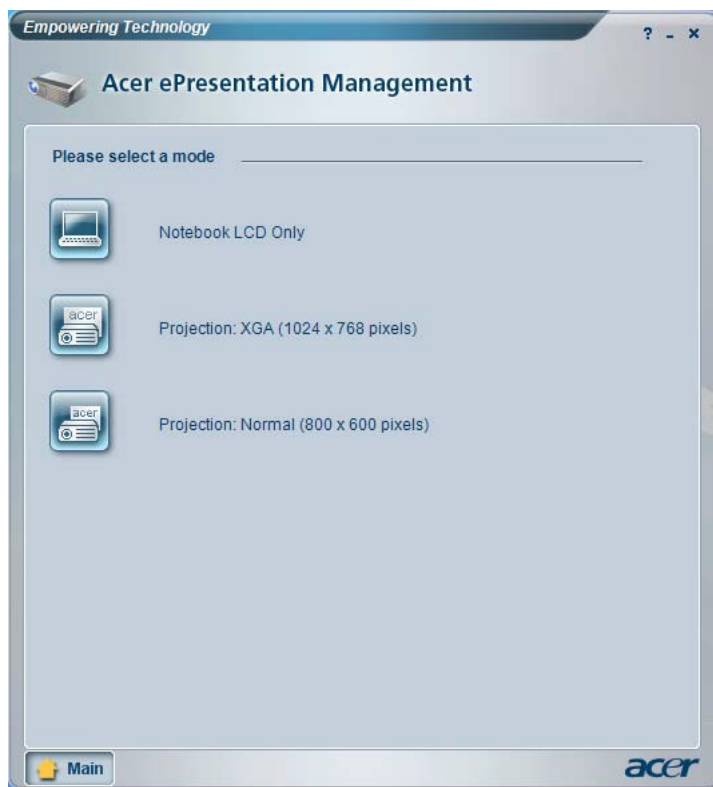 Empowering Technology
? - ×
Acer ePresentation Management
Please select a mode
Notebook LCD Only
acer
Projection: XGA (1024 x 768 pixels)
acer
Projection: Normal (800 x 600 pixels)
Main
acer